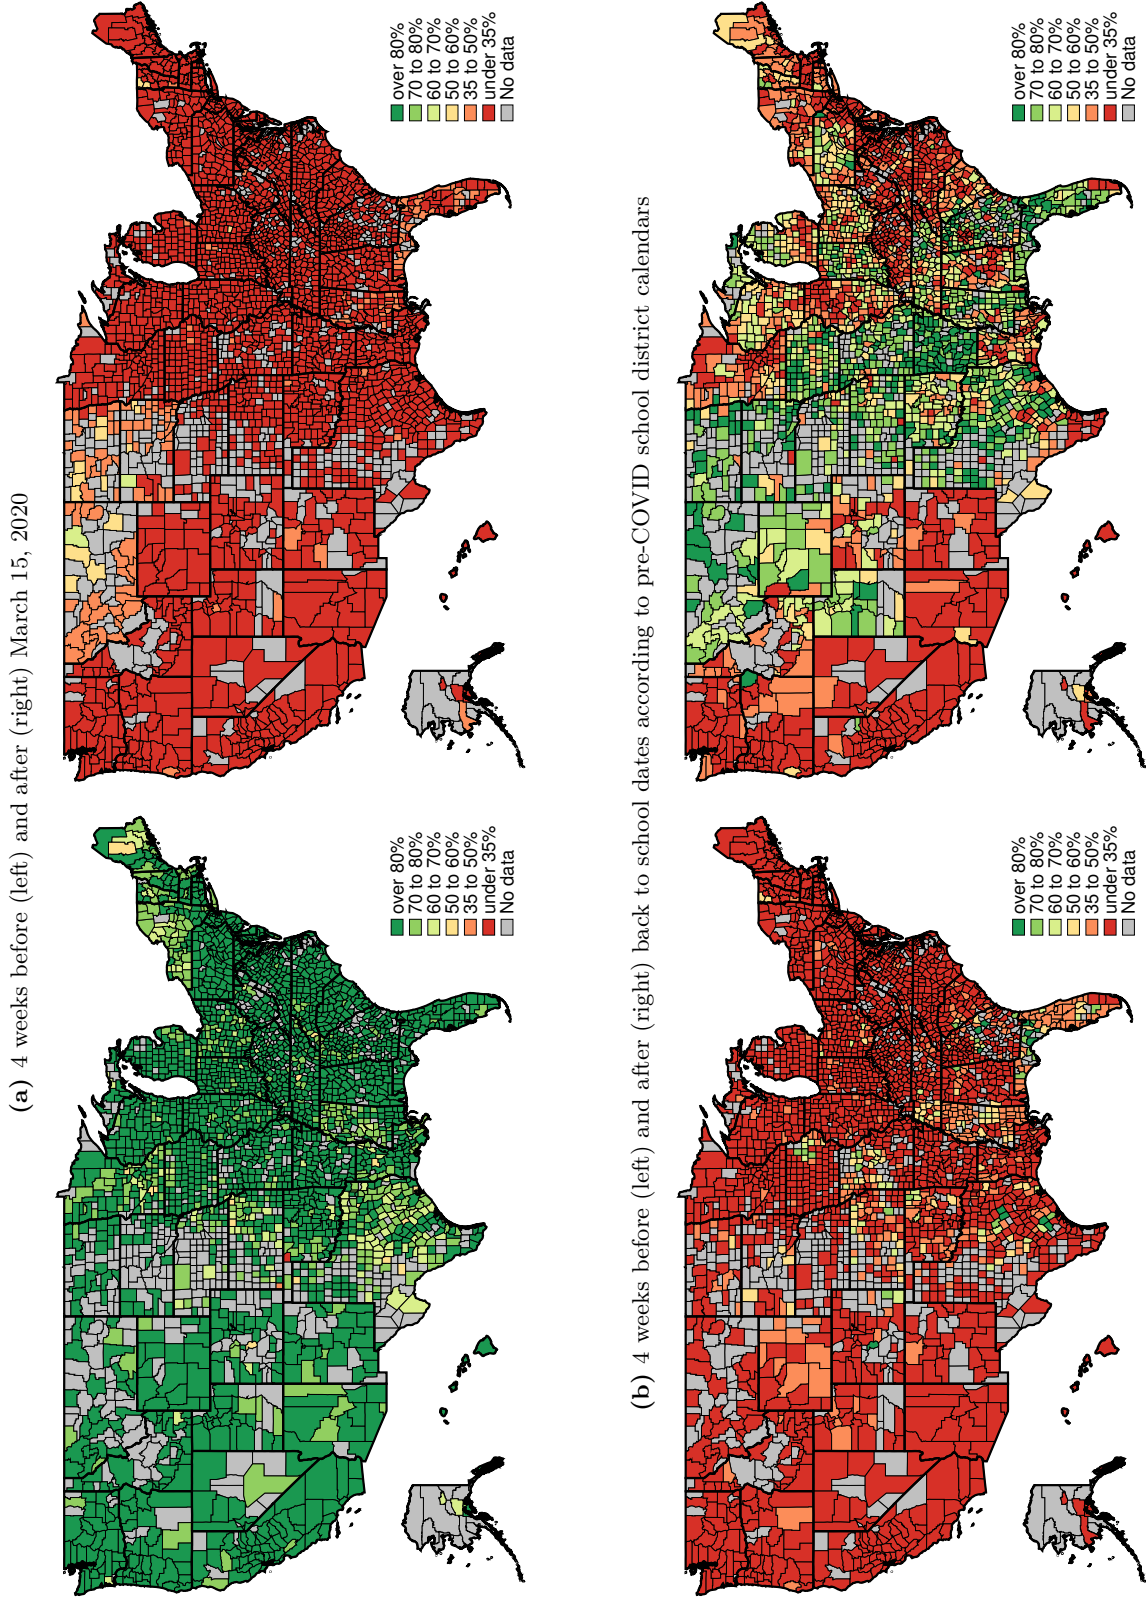 (a) 4 weeks before (left) and after (right) March 15, 2020
over 80%
70 to 80%
60 to 70%
50 to 60%
35 to 50%
under 35%
No data
over 80%
70 to 80%
60 to 70%
50 to 60%
35 to 50%
under 35%
No data
(b) 4 weeks before (left) and after (right) back to school dates according to pre-COVID school district calendars
over 80%
70 to 80%
60 to 70%
50 to 60%
35 to 50%
under 35%
No data
over 80%
70 to 80%
60 to 70%
50 to 60%
35 to 50%
under 35%
No data